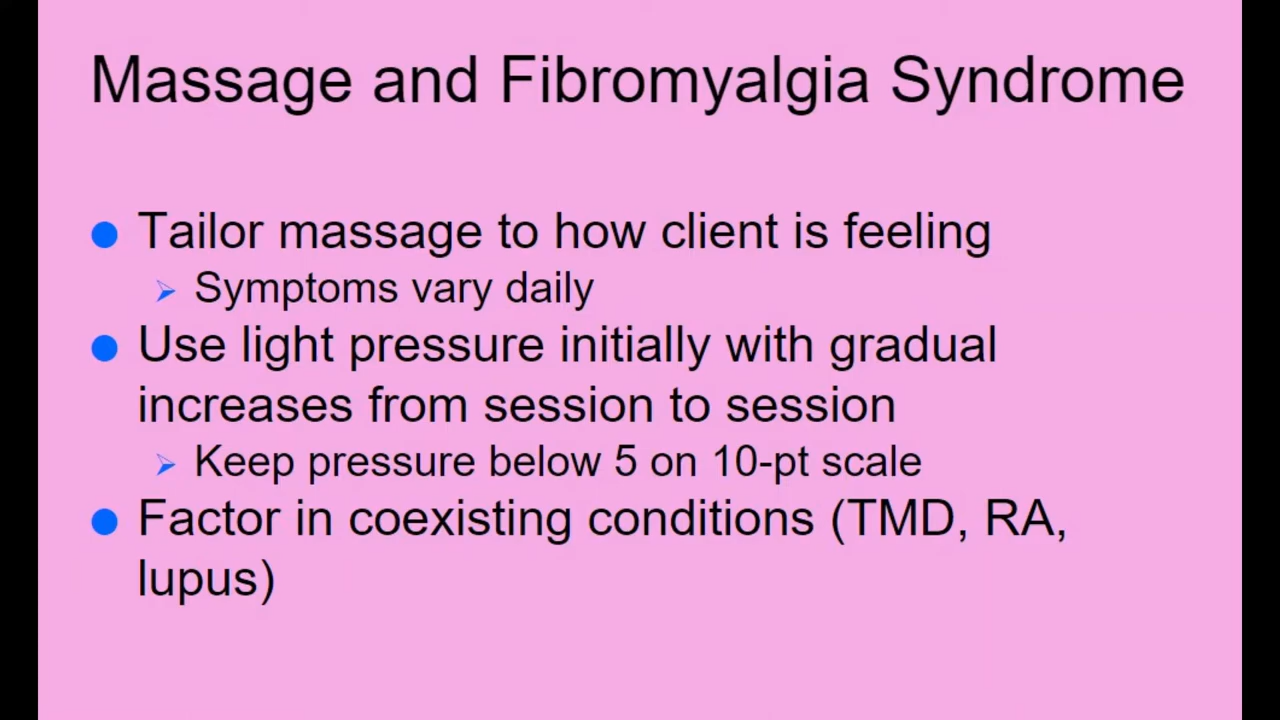 Massage and Fibromyalgia Syndrome
● Tailor massage to how client is feeling
➢ Symptoms vary daily
● Use light pressure initially with gradual
increases from session to session
➢ Keep pressure below 5 on 10-pt scale
● Factor in coexisting conditions (TMD, RA,
lupus)